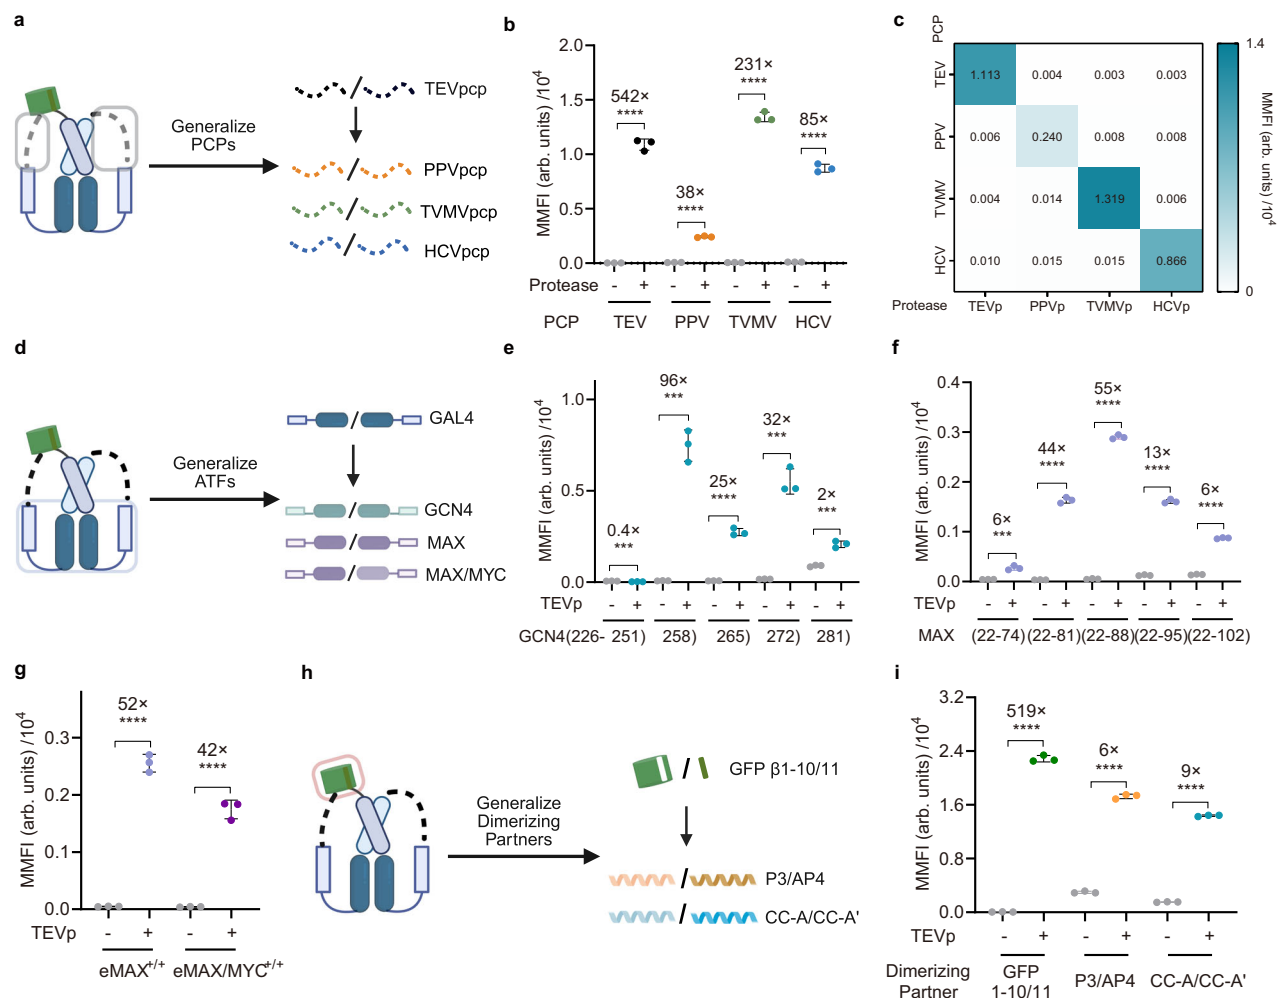 a
Generalize
PCPs
TEVpcp
PPVpcp
TVMVpcp
HCVpcp
b
MMFI (arb. units) /10⁴
2.0
1.5
1.0
0.5
0.0
542×
****
38×
****
231×
****
85×
****
Protease - + - + - + - +
PCP TEV PPV TVMV HCV
c
PCP
TEV 1.113 0.004 0.003 0.003
PPV 0.006 0.240 0.008 0.008
TVMV 0.004 0.014 1.319 0.006
HCV 0.010 0.015 0.015 0.866
Protease TEVp PPVp TVMVp HCVp
1.4
0
MMFI (arb. units) /10⁴
d
Generalize
ATFs
GAL4
GCN4
MAX
MAX/MYC
e
MMFI (arb. units) /10⁴
1.0
0.5
0.0
0.4×
***
96×
***
25×
****
32×
***
2×
***
TEVp - + - + - + - + - +
GCN4(226- 251) 258) 265) 272) 281)
f
MMFI (arb. units) /10⁴
0.4
0.3
0.2
0.1
0.0
6×
***
44×
****
55×
****
13×
****
6×
****
TEVp - + - + - + - + - +
MAX (22-74) (22-81) (22-88) (22-95) (22-102)
g
MMFI (arb. units) /10⁴
0.3
0.2
0.1
0.0
52×
****
42×
****
TEVp - + - +
eMAX⁺/⁺ eMAX/MYC⁺/⁺
h
Generalize
Dimerizing
Partners
GFP β1-10/11
P3/AP4
CC-A/CC-A'
i
MMFI (arb. units) /10⁴
3.2
2.4
1.6
0.8
0.0
519×
****
6×
****
9×
****
TEVp - + - + - +
Dimerizing
Partner
GFP
1-10/11
P3/AP4
CC-A/CC-A'